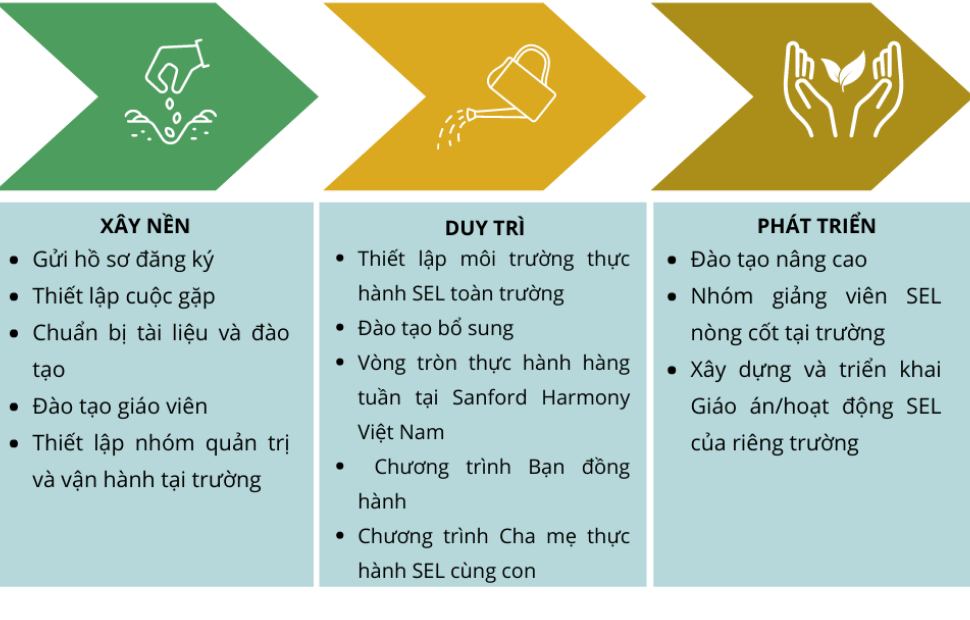 XÂY NỀN
• Gửi hồ sơ đăng ký
• Thiết lập cuộc gặp
• Chuẩn bị tài liệu và đào
tạo
• Đào tạo giáo viên
• Thiết lập nhóm quản trị
và vận hành tại trường
DUY TRÌ
• Thiết lập môi trường thực
hành SEL toàn trường
• Đào tạo bổ sung
• Vòng tròn thực hành hàng
tuần tại Sanford Harmony
Việt Nam
• Chương trình Bạn đồng
hành
• Chương trình Cha mẹ thực
hành SEL cùng con
PHÁT TRIỂN
• Đào tạo nâng cao
• Nhóm giảng viên SEL
nòng cốt tại trường
• Xây dựng và triển khai
Giáo án/hoạt động SEL
của riêng trường